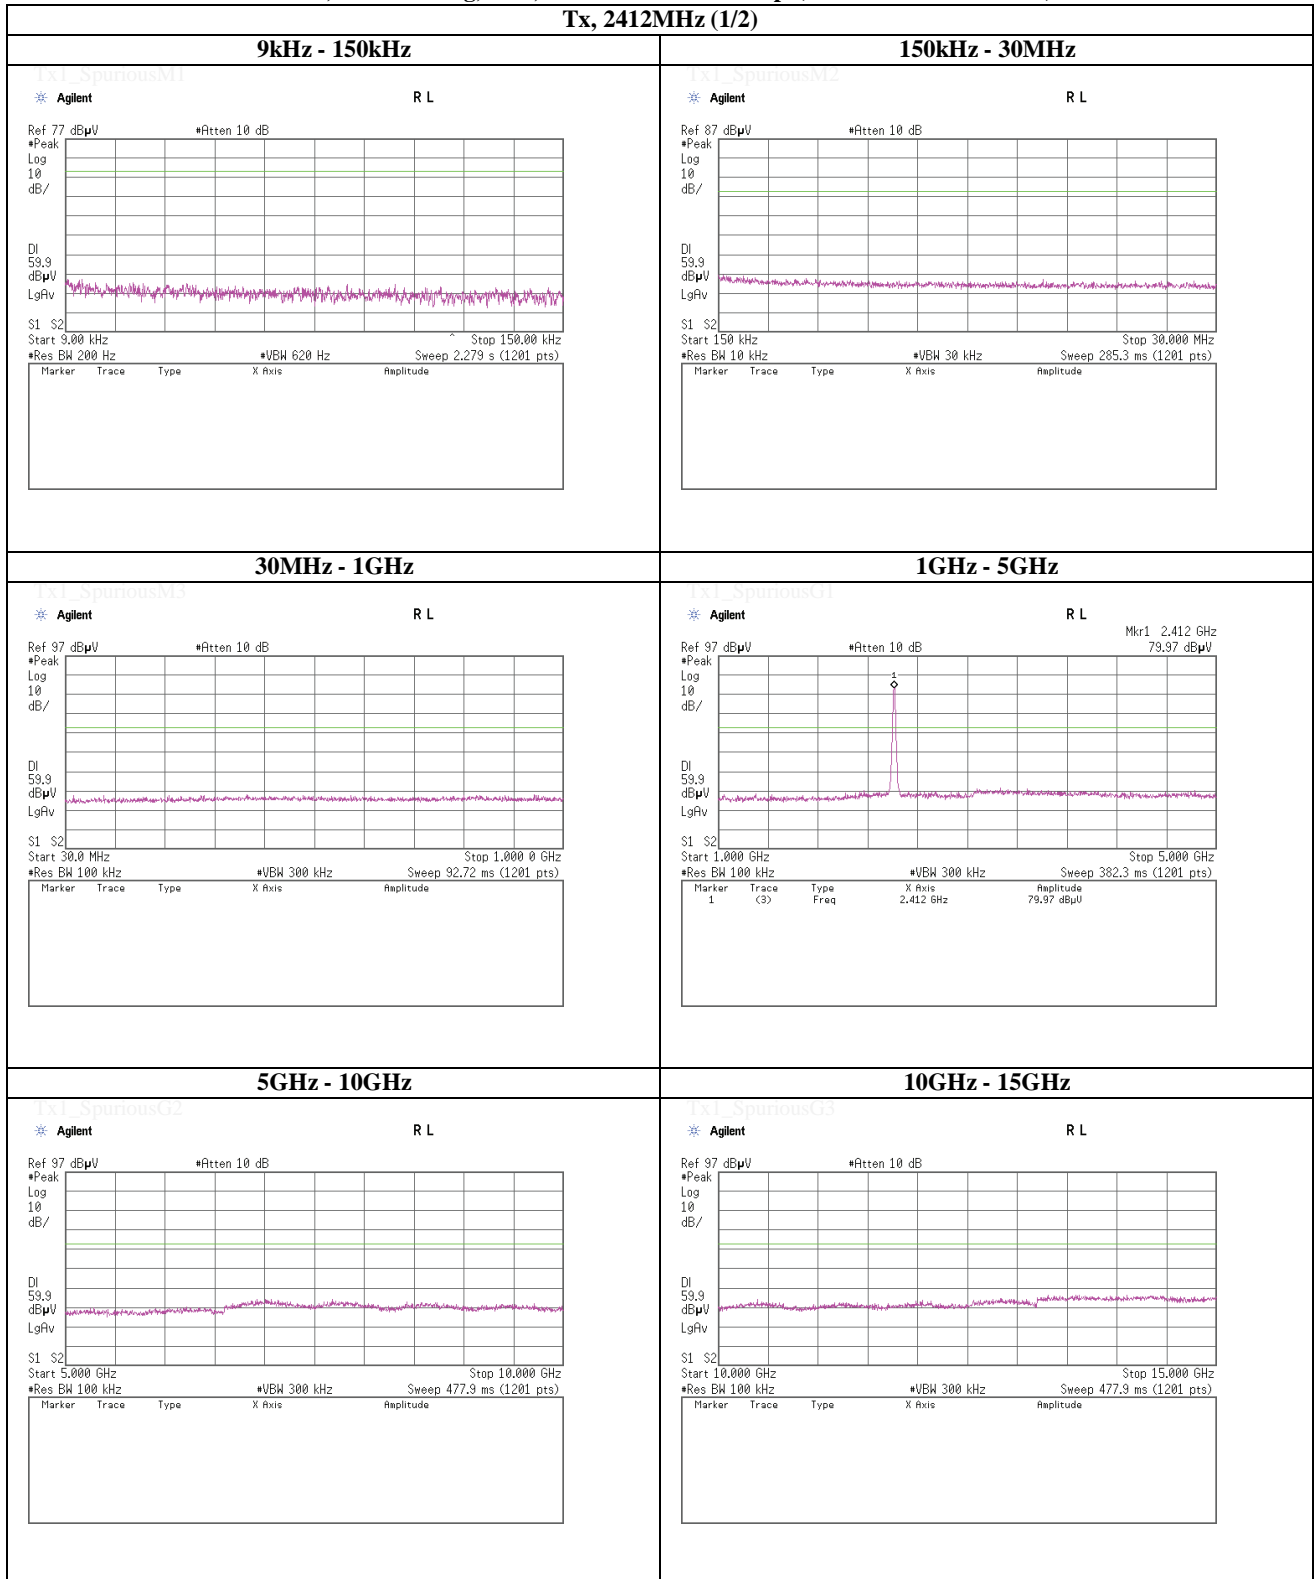 Tx, 2412MHz (1/2)
9kHz - 150kHz
150kHz - 30MHz
Tx1_SpuriousM1
Agilent R L
Ref 77 dBµV #Atten 10 dB
#Peak
Log
10
dB/
DI
59.9
dBµV
LgAv
S1 S2
Start 9.00 kHz ^ Stop 150.00 kHz
#Res BW 200 Hz #VBW 620 Hz Sweep 2.279 s (1201 pts)
Marker Trace Type X Axis Amplitude
Tx1_SpuriousM2
Agilent R L
Ref 87 dBµV #Atten 10 dB
#Peak
Log
10
dB/
DI
59.9
dBµV
LgAv
S1 S2
Start 150 kHz Stop 30.000 MHz
#Res BW 10 kHz #VBW 30 kHz Sweep 285.3 ms (1201 pts)
Marker Trace Type X Axis Amplitude
30MHz - 1GHz
1GHz - 5GHz
Tx1_SpuriousM3
Agilent R L
Ref 97 dBµV #Atten 10 dB
#Peak
Log
10
dB/
DI
59.9
dBµV
LgAv
S1 S2
Start 30.0 MHz Stop 1.000 0 GHz
#Res BW 100 kHz #VBW 300 kHz Sweep 92.72 ms (1201 pts)
Marker Trace Type X Axis Amplitude
Tx1_SpuriousG1
Agilent R L
Mkr1 2.412 GHz
Ref 97 dBµV #Atten 10 dB 79.97 dBµV
#Peak
Log
10
dB/
1
DI
59.9
dBµV
LgAv
S1 S2
Start 1.000 GHz Stop 5.000 GHz
#Res BW 100 kHz #VBW 300 kHz Sweep 382.3 ms (1201 pts)
Marker Trace Type X Axis Amplitude
1 (3) Freq 2.412 GHz 79.97 dBµV
5GHz - 10GHz
10GHz - 15GHz
Tx1_SpuriousG2
Agilent R L
Ref 97 dBµV #Atten 10 dB
#Peak
Log
10
dB/
DI
59.9
dBµV
LgAv
S1 S2
Start 5.000 GHz Stop 10.000 GHz
#Res BW 100 kHz #VBW 300 kHz Sweep 477.9 ms (1201 pts)
Marker Trace Type X Axis Amplitude
Tx1_SpuriousG3
Agilent R L
Ref 97 dBµV #Atten 10 dB
#Peak
Log
10
dB/
DI
59.9
dBµV
LgAv
S1 S2
Start 10.000 GHz Stop 15.000 GHz
#Res BW 100 kHz #VBW 300 kHz Sweep 477.9 ms (1201 pts)
Marker Trace Type X Axis Amplitude